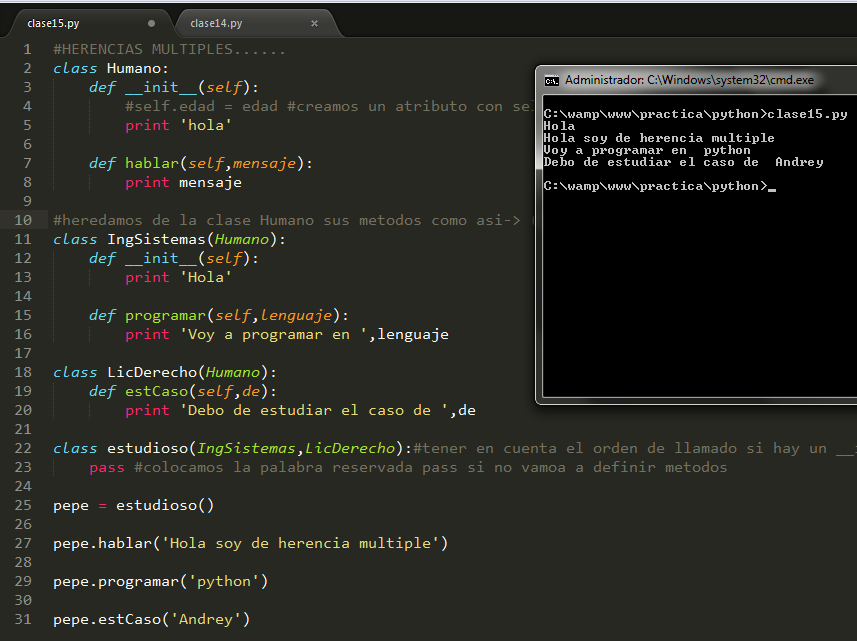 clase15.py
clase14.py
1 #HERENCIAS MULTIPLES......
2 class Humano:
3 def __init__(self):
4 #self.edad = edad #creamos un atributo con
5 print 'hola'
6
7 def hablar(self,mensaje):
8 print mensaje
9
10 #heredamos de la clase Humano sus metodos como asi->
11 class IngSistemas(Humano):
12 def __init__(self):
13 print 'Hola'
14
15 def programar(self,lenguaje):
16 print 'Voy a programar en ',lenguaje
17
18 class LicDerecho(Humano):
19 def estCaso(self,de):
20 print 'Debo de estudiar el caso de ',de
21
22 class estudioso(IngSistemas,LicDerecho):#tener en cuenta el orden de llamado si hay un
23 pass #colocamos la palabra reservada pass si no vamoa a definir metodos
24
25 pepe = estudioso()
26
27 pepe.hablar('Hola soy de herencia multiple')
28
29 pepe.programar('python')
30
31 pepe.estCaso('Andrey')
Administrador: C:\Windows\system32\cmd.exe
C:\wamp\www\practica\python>clase15.py
Hola
Hola soy de herencia multiple
Voy a programar en  python
Debo de estudiar el caso de  Andrey
C:\wamp\www\practica\python>_